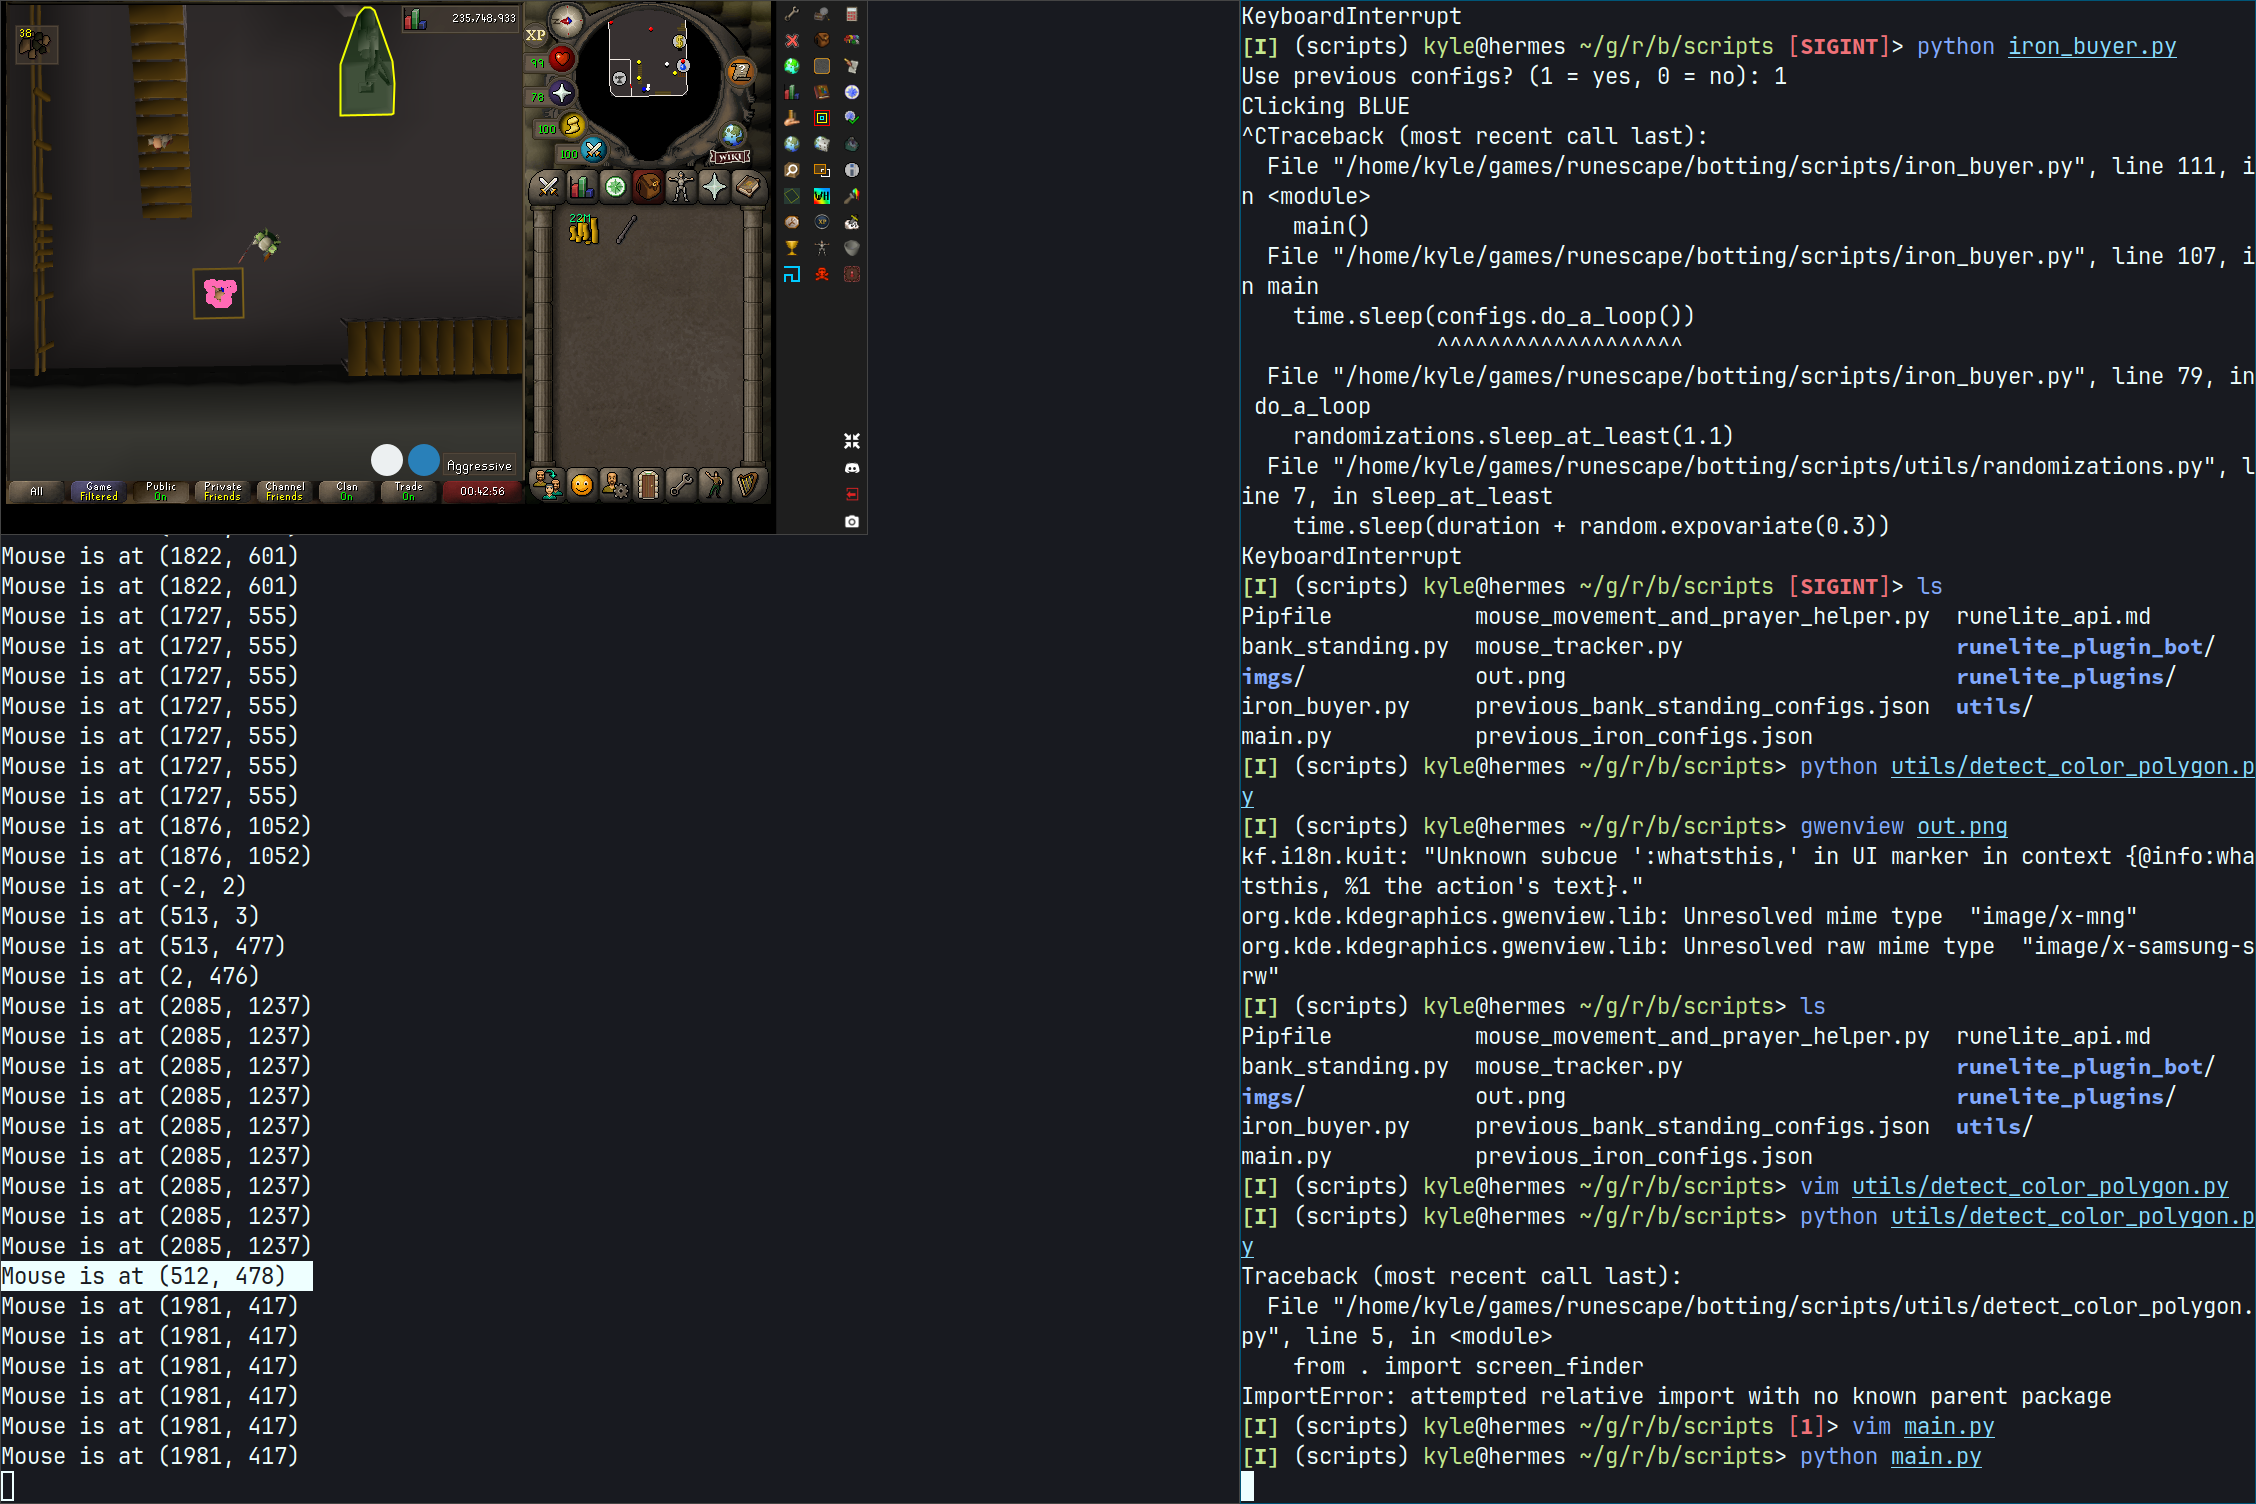 38
235,748,933
XP
99
78
100
100
WIKI
22M
Aggressive
All
Game
Filtered
Public
On
Private
Friends
Channel
Friends
Clan
On
Trade
On
00:42:56
Mouse is at (1822, 601)
Mouse is at (1822, 601)
Mouse is at (1727, 555)
Mouse is at (1727, 555)
Mouse is at (1727, 555)
Mouse is at (1727, 555)
Mouse is at (1727, 555)
Mouse is at (1727, 555)
Mouse is at (1727, 555)
Mouse is at (1876, 1052)
Mouse is at (1876, 1052)
Mouse is at (-2, 2)
Mouse is at (513, 3)
Mouse is at (513, 477)
Mouse is at (2, 476)
Mouse is at (2085, 1237)
Mouse is at (2085, 1237)
Mouse is at (2085, 1237)
Mouse is at (2085, 1237)
Mouse is at (2085, 1237)
Mouse is at (2085, 1237)
Mouse is at (2085, 1237)
Mouse is at (2085, 1237)
Mouse is at (2085, 1237)
Mouse is at (512, 478)
Mouse is at (1981, 417)
Mouse is at (1981, 417)
Mouse is at (1981, 417)
Mouse is at (1981, 417)
Mouse is at (1981, 417)
Mouse is at (1981, 417)
KeyboardInterrupt
[I] (scripts) kyle@hermes ~/g/r/b/scripts [SIGINT]> python iron_buyer.py
Use previous configs? (1 = yes, 0 = no): 1
Clicking BLUE
^CTraceback (most recent call last):
  File "/home/kyle/games/runescape/botting/scripts/iron_buyer.py", line 111, i
n <module>
    main()
  File "/home/kyle/games/runescape/botting/scripts/iron_buyer.py", line 107, i
n main
    time.sleep(configs.do_a_loop())
               ^^^^^^^^^^^^^^^^^^^
  File "/home/kyle/games/runescape/botting/scripts/iron_buyer.py", line 79, in
 do_a_loop
    randomizations.sleep_at_least(1.1)
  File "/home/kyle/games/runescape/botting/scripts/utils/randomizations.py", l
ine 7, in sleep_at_least
    time.sleep(duration + random.expovariate(0.3))
KeyboardInterrupt
[I] (scripts) kyle@hermes ~/g/r/b/scripts [SIGINT]> ls
Pipfile           mouse_movement_and_prayer_helper.py  runelite_api.md
bank_standing.py  mouse_tracker.py                     runelite_plugin_bot/
imgs/             out.png                              runelite_plugins/
iron_buyer.py     previous_bank_standing_configs.json  utils/
main.py           previous_iron_configs.json
[I] (scripts) kyle@hermes ~/g/r/b/scripts> python utils/detect_color_polygon.p
y
[I] (scripts) kyle@hermes ~/g/r/b/scripts> gwenview out.png
kf.i18n.kuit: "Unknown subcue ':whatsthis,' in UI marker in context {@info:wha
tsthis, %1 the action's text}."
org.kde.kdegraphics.gwenview.lib: Unresolved mime type  "image/x-mng"
org.kde.kdegraphics.gwenview.lib: Unresolved raw mime type  "image/x-samsung-s
rw"
[I] (scripts) kyle@hermes ~/g/r/b/scripts> ls
Pipfile           mouse_movement_and_prayer_helper.py  runelite_api.md
bank_standing.py  mouse_tracker.py                     runelite_plugin_bot/
imgs/             out.png                              runelite_plugins/
iron_buyer.py     previous_bank_standing_configs.json  utils/
main.py           previous_iron_configs.json
[I] (scripts) kyle@hermes ~/g/r/b/scripts> vim utils/detect_color_polygon.py
[I] (scripts) kyle@hermes ~/g/r/b/scripts> python utils/detect_color_polygon.p
y
Traceback (most recent call last):
  File "/home/kyle/games/runescape/botting/scripts/utils/detect_color_polygon.
py", line 5, in <module>
    from . import screen_finder
ImportError: attempted relative import with no known parent package
[I] (scripts) kyle@hermes ~/g/r/b/scripts [1]> vim main.py
[I] (scripts) kyle@hermes ~/g/r/b/scripts> python main.py